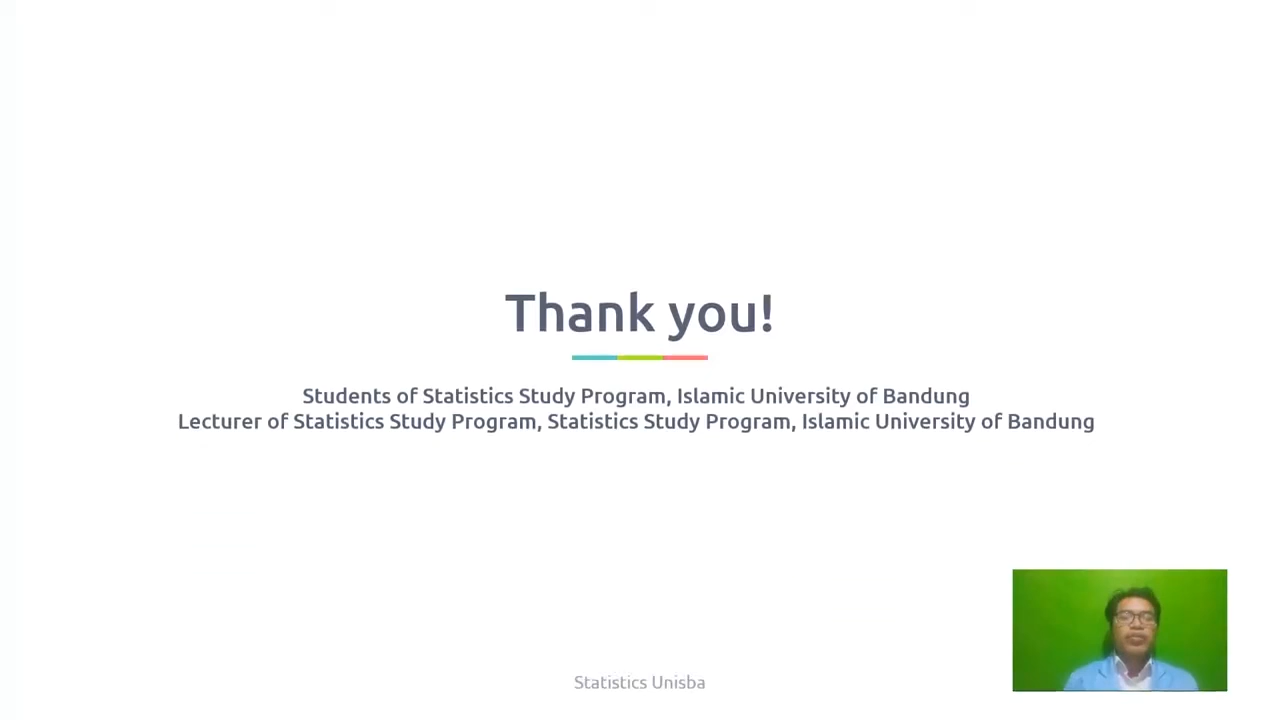 Thank you!
Students of Statistics Study Program, Islamic University of Bandung
Lecturer of Statistics Study Program, Statistics Study Program, Islamic University of Bandung
Statistics Unisba